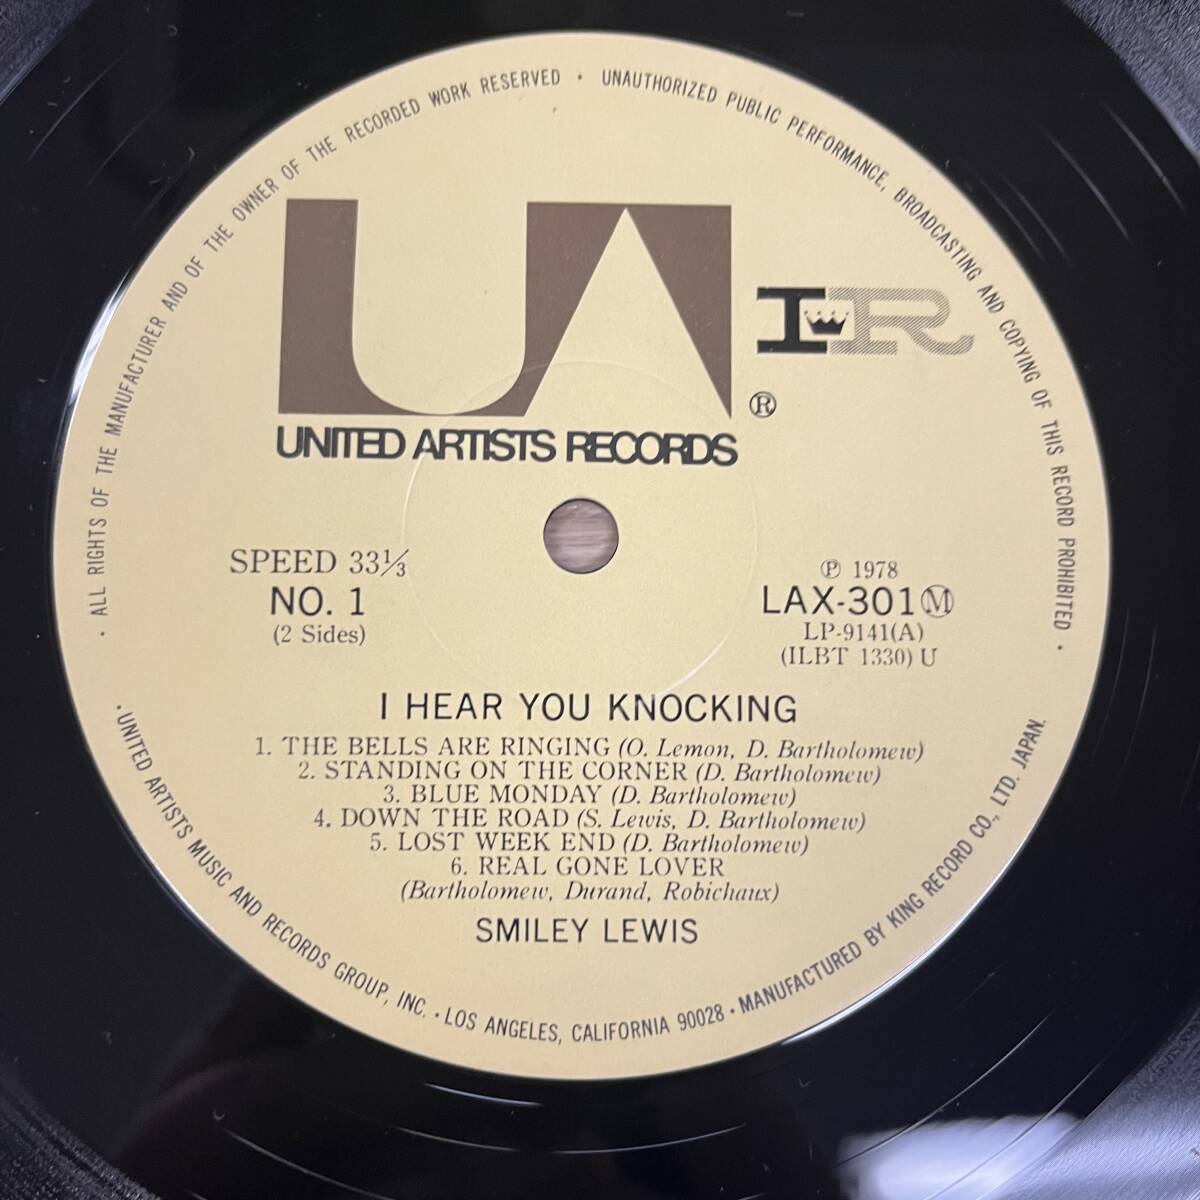 · ALL RIGHTS OF THE MANUFACTURER AND OF THE OWNER OF THE RECORDED WORK RESERVED · UNAUTHORIZED PUBLIC PERFORMANCE, BROADCASTING AND COPYING OF THIS RECORD PROHIBITED ·
UA
IR
®
UNITED ARTISTS RECORDS
SPEED 33⅓
NO. 1
(2 Sides)
Ⓟ 1978
LAX-301Ⓜ
LP-9141(A)
(ILBT 1330) U
I HEAR YOU KNOCKING
1. THE BELLS ARE RINGING (O. Lemon, D. Bartholomew)
2. STANDING ON THE CORNER (D. Bartholomew)
3. BLUE MONDAY (D. Bartholomew)
4. DOWN THE ROAD (S. Lewis, D. Bartholomew)
5. LOST WEEK END (D. Bartholomew)
6. REAL GONE LOVER
(Bartholomew, Durand, Robichaux)
SMILEY LEWIS
· UNITED ARTISTS MUSIC AND RECORDS GROUP, INC. · LOS ANGELES, CALIFORNIA 90028 · MANUFACTURED BY KING RECORD CO., LTD. JAPAN.